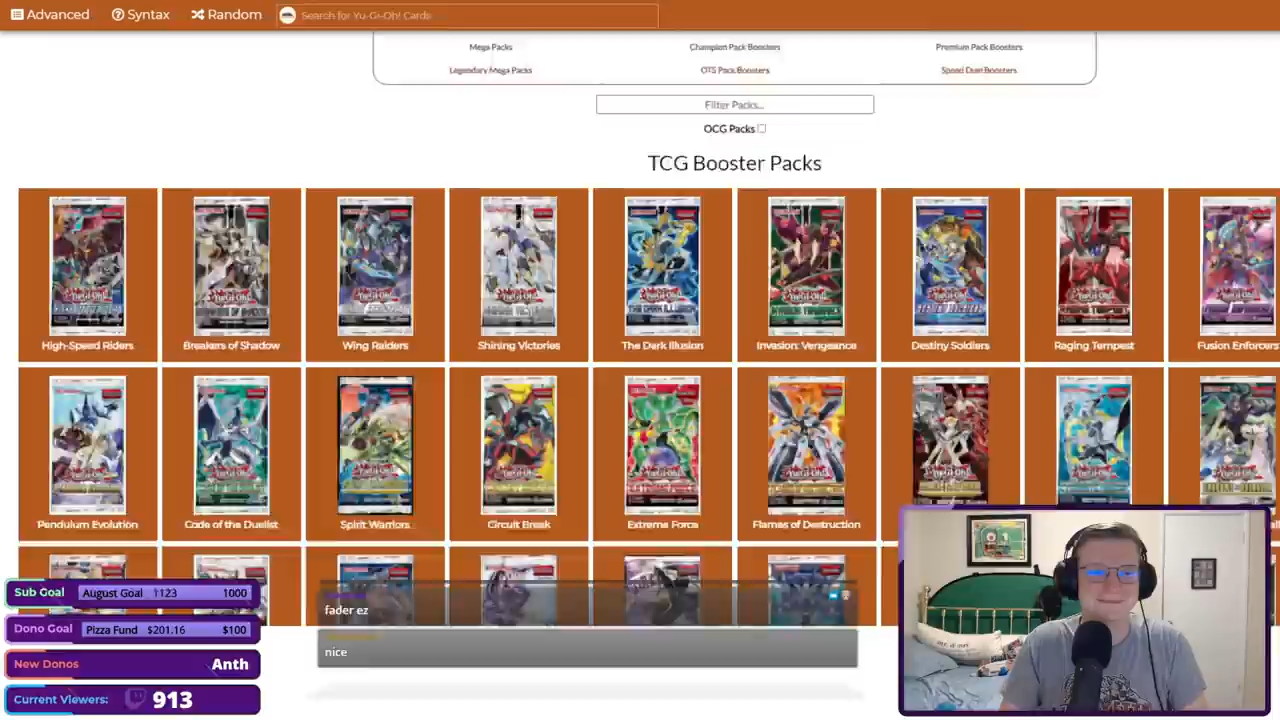 Advanced
Syntax
Random
Search for Yu-Gi-Oh! Cards
Mega Packs
Champion Pack Boosters
Premium Pack Boosters
Legendary Mega Packs
OTS Pack Boosters
Speed Duel Boosters
Filter Packs...
OCG Packs
TCG Booster Packs
High-Speed Riders
Breakers of Shadow
Wing Raiders
Shining Victories
The Dark Illusion
Invasion: Vengeance
Destiny Soldiers
Raging Tempest
Fusion Enforcers
Pendulum Evolution
Code of the Duelist
Spirit Warriors
Circuit Break
Extreme Force
Flames of Destruction
Sub Goal
August Goal
1123
1000
fader ez
Dono Goal
Pizza Fund
$201.16
$100
nice
New Donos
Anth
Current Viewers:
913